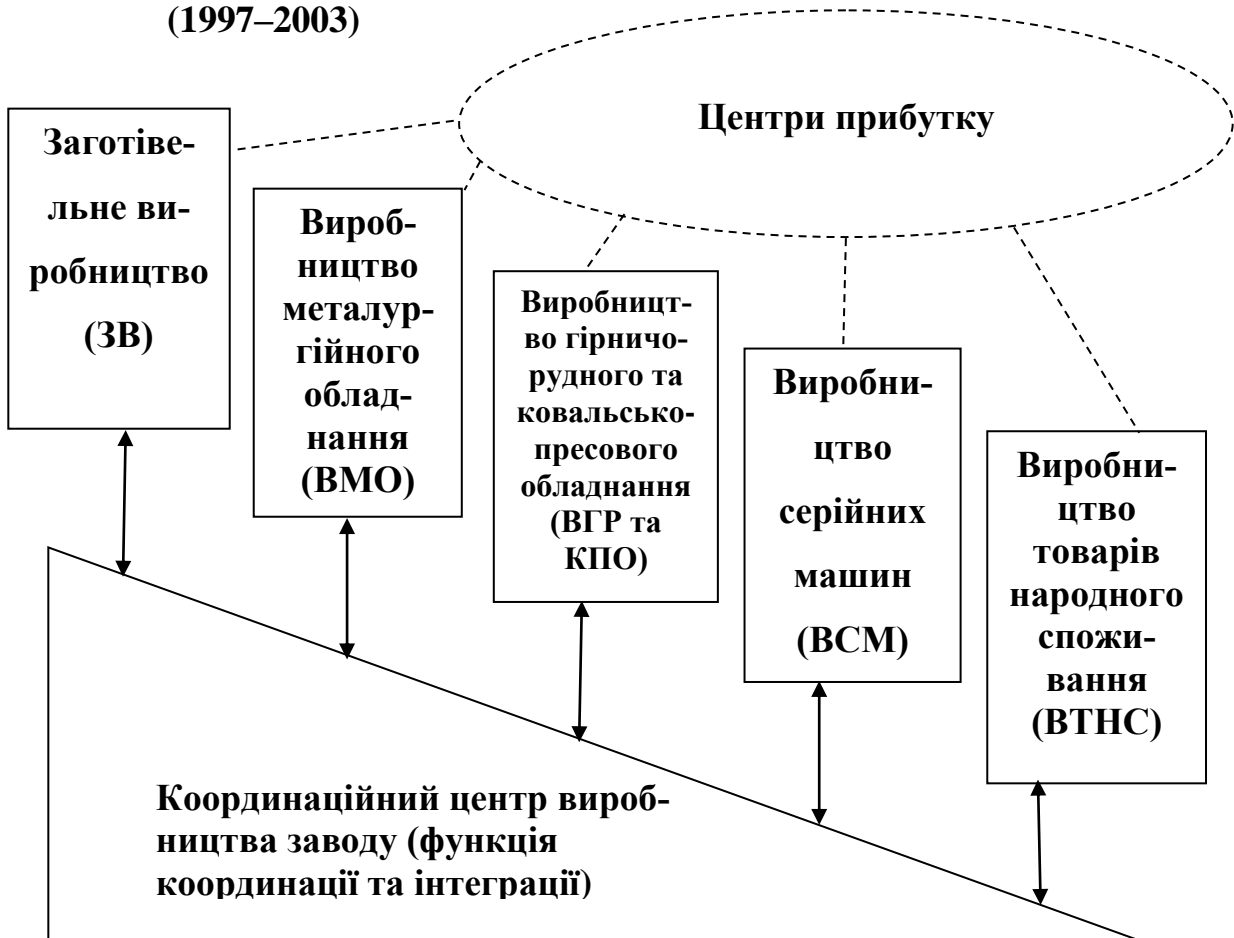 (1997–2003)
Центри прибутку
Заготіве-
льне ви-
робництво
(ЗВ)
Вироб-
ництво
металур-
гійного
облад-
нання
(ВМО)
Виробницт-
во гірничо-
рудного та
ковальсько-
пресового
обладнання
(ВГР та
КПО)
Виробни-
цтво
серійних
машин
(ВСМ)
Виробни-
цтво
товарів
народного
спожи-
вання
(ВТНС)
Координаційний центр вироб-
ництва заводу (функція
координації та інтеграції)